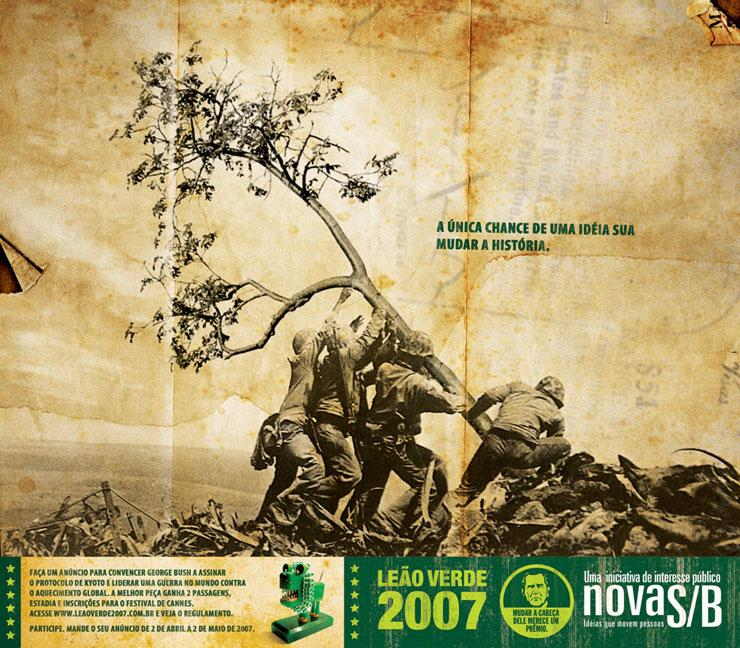 A ÚNICA CHANCE DE UMA IDÉIA SUA
MUDAR A HISTÓRIA.
FAÇA UM ANÚNCIO PARA CONVENCER GEORGE BUSH A ASSINAR
O PROTOCOLO DE KYOTO E LIDERAR UMA GUERRA NO MUNDO CONTRA
O AQUECIMENTO GLOBAL. A MELHOR PEÇA GANHA 2 PASSAGENS,
ESTADIA E INSCRIÇÕES PARA O FESTIVAL DE CANNES.
ACESSE WWW.LEAOVERDE2007.COM.BR E VEJA O REGULAMENTO.
PARTICIPE. MANDE O SEU ANÚNCIO DE 2 DE ABRIL A 2 DE MAIO DE 2007.
LEÃO VERDE
2007
MUDAR A CABEÇA
DELE MERECE UM
PRÊMIO.
Uma iniciativa de interesse público
novaS/B
Idéias que movem pessoas